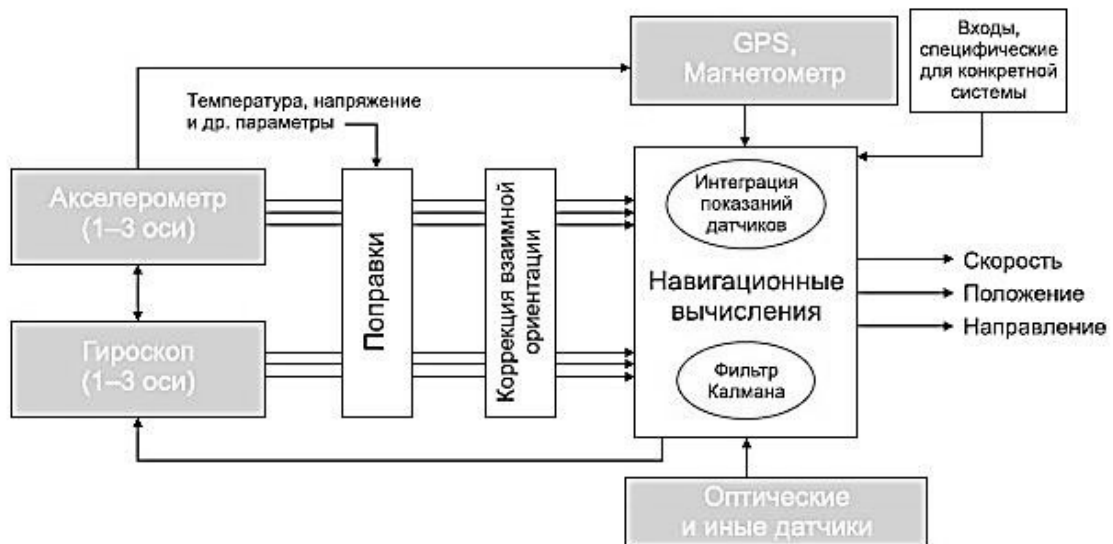 GPS,
Магнетометр
Входы,
специфические
для конкретной
системы
Температура, напряжение
и др. параметры
Акселерометр
(1–3 оси)
Гироскоп
(1–3 оси)
Поправки
Коррекция взаимной
ориентации
Интеграция
показаний
датчиков
Навигационные
вычисления
Фильтр
Калмана
Скорость
Положение
Направление
Оптические
и иные датчики